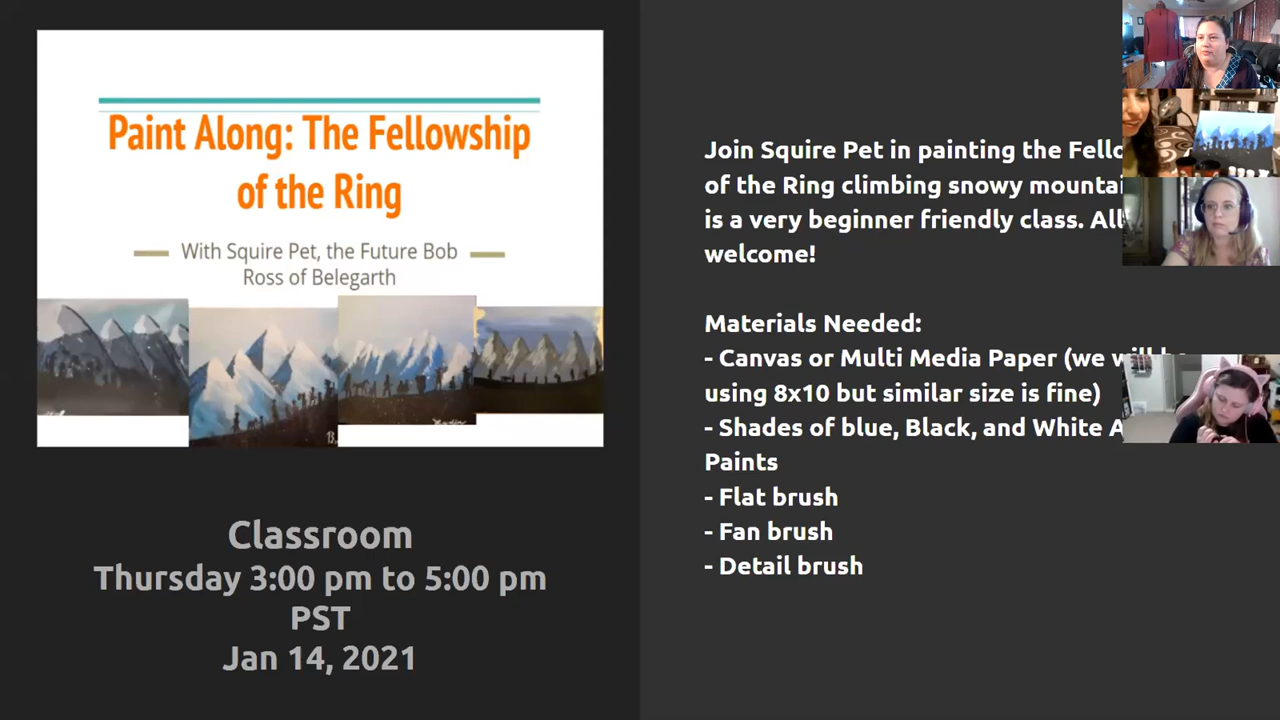 Paint Along: The Fellowship
of the Ring
With Squire Pet, the Future Bob
Ross of Belegarth
Classroom
Thursday 3:00 pm to 5:00 pm
PST
Jan 14, 2021
Join Squire Pet in painting the
of the Ring climbing snowy
is a very beginner friendly class. All
welcome!
Materials Needed:
- Canvas or Multi Media Paper (we
using 8x10 but similar size is fine)
- Shades of blue, Black, and White
Paints
- Flat brush
- Fan brush
- Detail brush